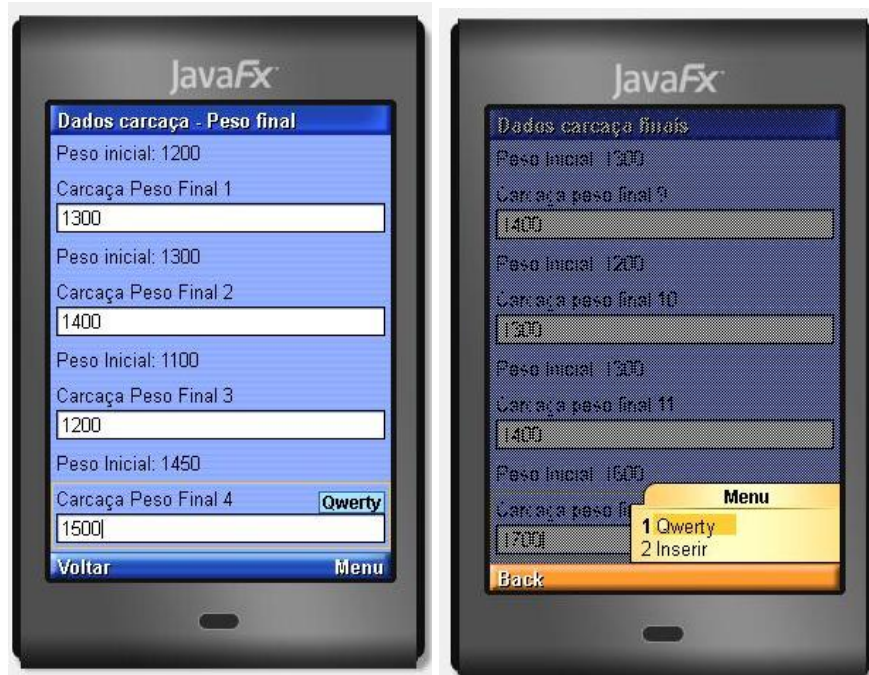 JavaFx
Dados carcaça - Peso final
Peso inicial: 1200
Carcaça Peso Final 1
1300
Peso inicial: 1300
Carcaça Peso Final 2
1400
Peso Inicial: 1100
Carcaça Peso Final 3
1200
Peso Inicial: 1450
Carcaça Peso Final 4
Qwerty
1500
Voltar
Menu
JavaFx
Dados carcaça finais
Peso Inicial: 1300
Carcaça peso final 9
1400
Peso Inicial: 1200
Carcaça peso final 10
1300
Peso Inicial: 1300
Carcaça peso final 11
1400
Peso Inicial: 1600
Carcaça peso
1700
Menu
1 Qwerty
2 Inserir
Back